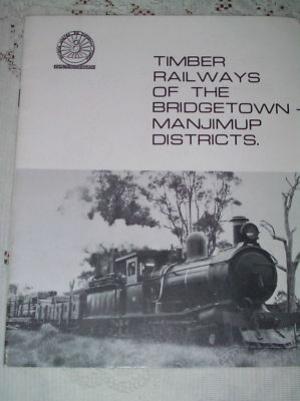 TIMBER
RAILWAYS
OF THE
BRIDGETOWN -
MANJIMUP
DISTRICTS.